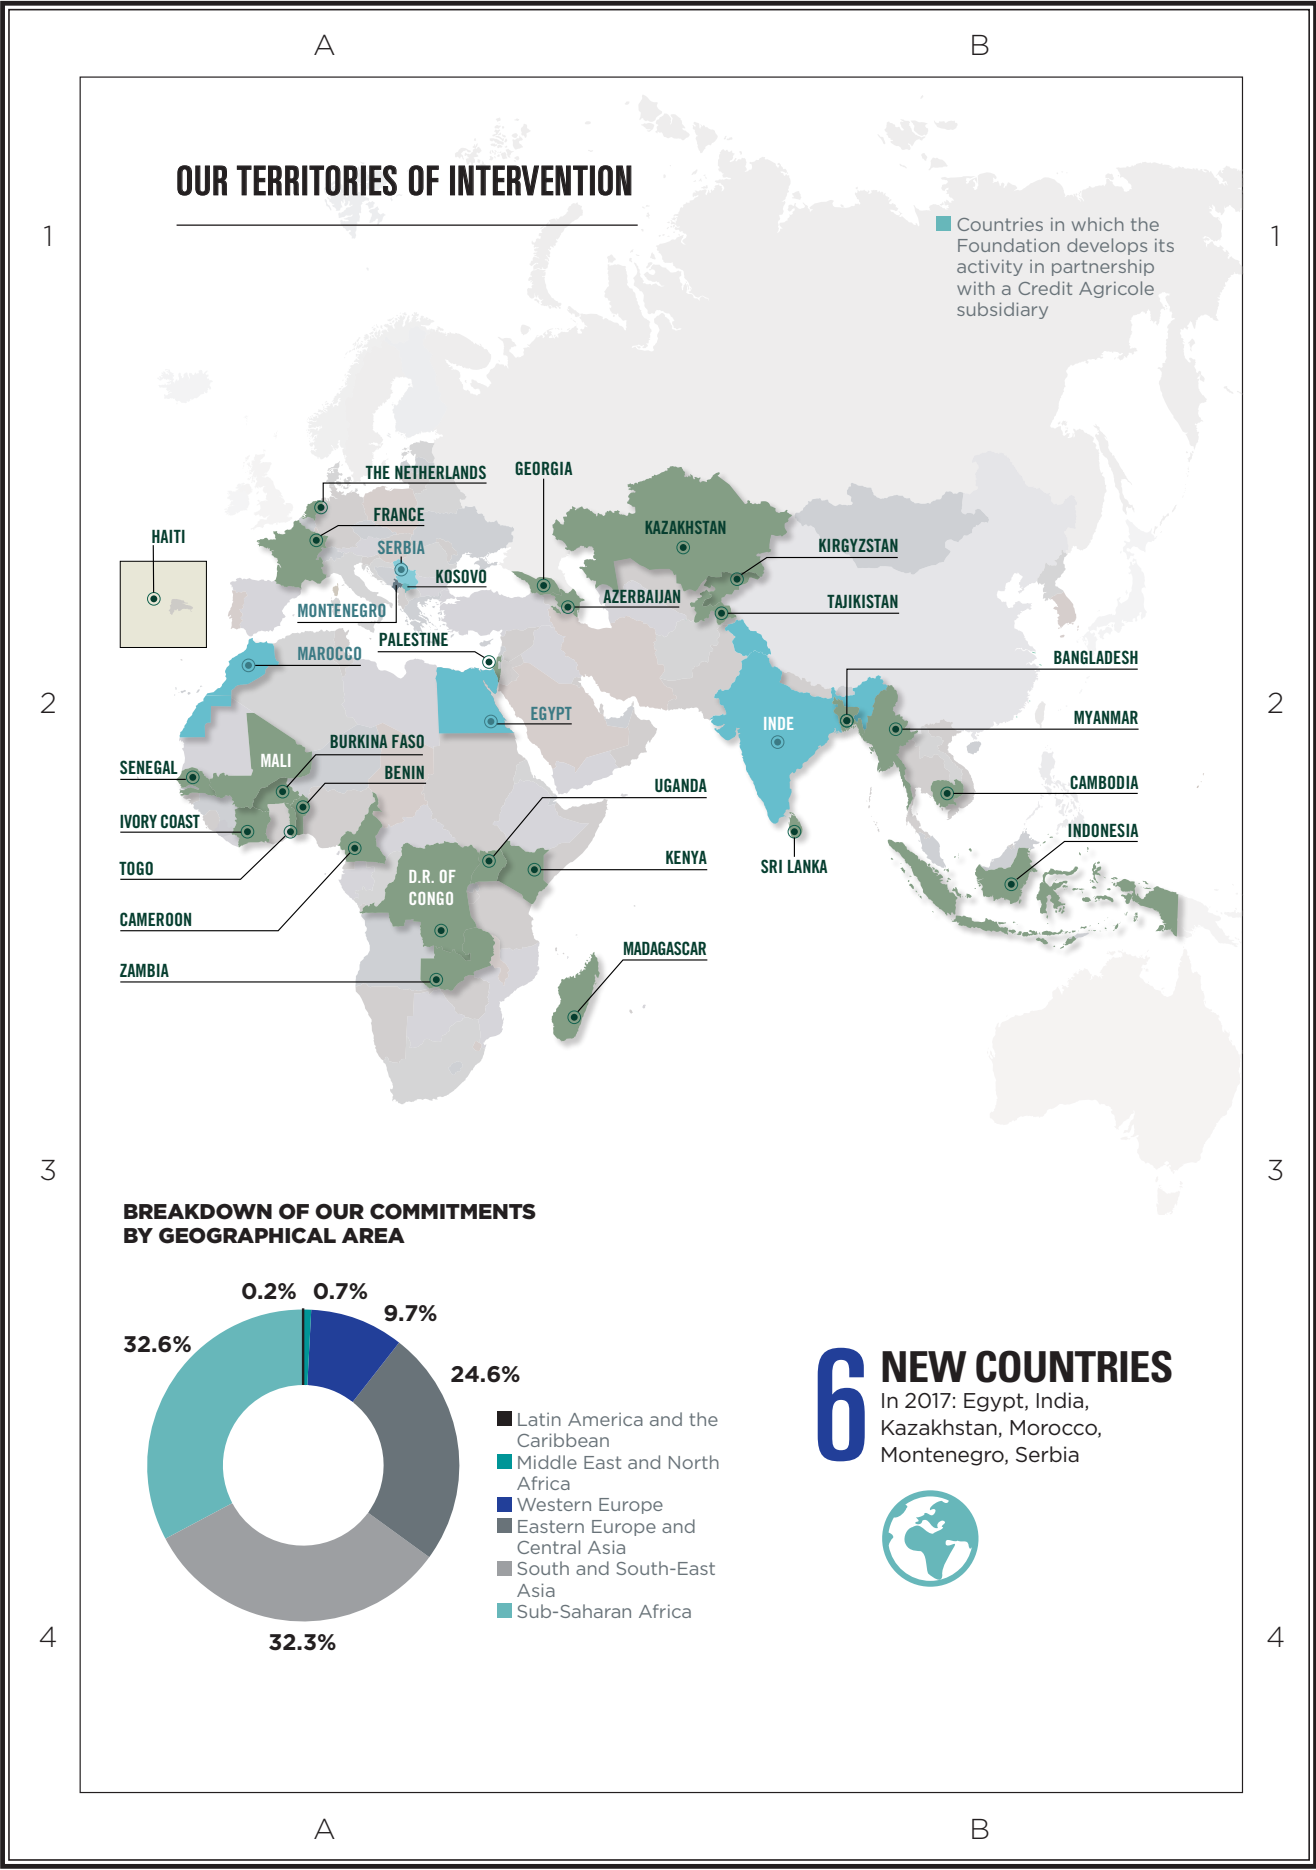 A
B
OUR TERRITORIES OF INTERVENTION
1
1
Countries in which the
Foundation develops its
activity in partnership
with a Credit Agricole
subsidiary
THE NETHERLANDS
GEORGIA
FRANCE
KAZAKHSTAN
HAITI
SERBIA
KIRGYZSTAN
KOSOVO
AZERBAIJAN
TAJIKISTAN
MONTENEGRO
PALESTINE
MAROCCO
BANGLADESH
2
2
EGYPT
INDE
MYANMAR
BURKINA FASO
MALI
SENEGAL
BENIN
UGANDA
CAMBODIA
IVORY COAST
INDONESIA
TOGO
KENYA
SRI LANKA
D.R. OF
CONGO
CAMEROON
MADAGASCAR
ZAMBIA
3
3
BREAKDOWN OF OUR COMMITMENTS
BY GEOGRAPHICAL AREA
0.2%
0.7%
9.7%
32.6%
24.6%
32.3%
Latin America and the
Caribbean
Middle East and North
Africa
Western Europe
Eastern Europe and
Central Asia
South and South-East
Asia
Sub-Saharan Africa
6
NEW COUNTRIES
In 2017: Egypt, India,
Kazakhstan, Morocco,
Montenegro, Serbia
4
4
A
B